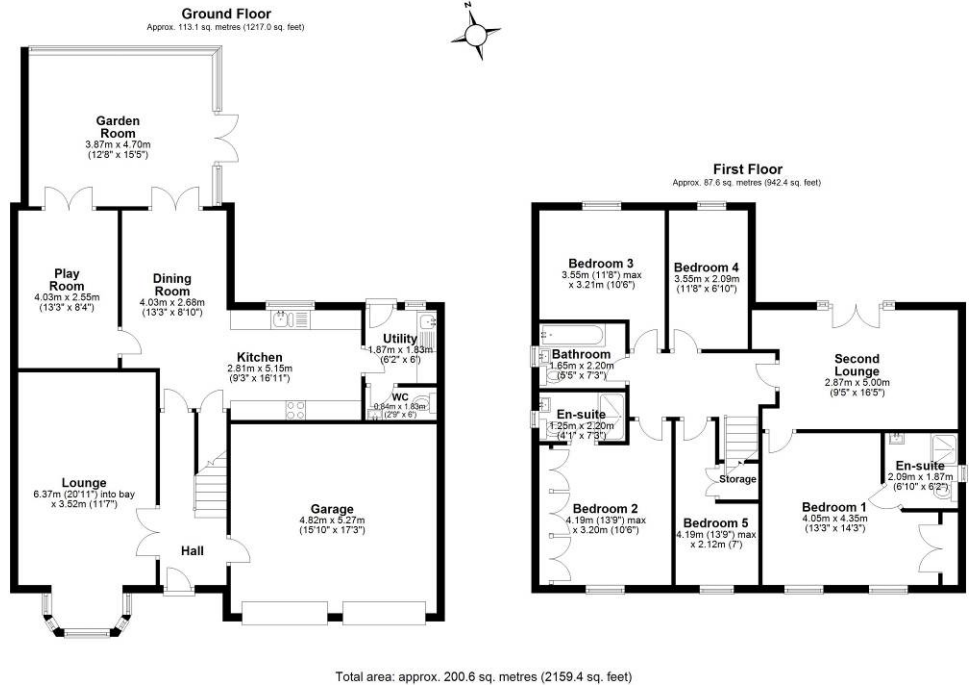 Ground Floor
Approx. 113.1 sq. metres (1217.0 sq. feet)
N
Garden
Room
3.87m x 4.70m
(12'8" x 15'5")
Play
Room
4.03m x 2.55m
(13'3" x 8'4")
Dining
Room
4.03m x 2.68m
(13'3" x 8'10")
Kitchen
2.81m x 5.15m
(9'3" x 16'11")
Utility
1.87m x 1.83m
(6'2" x 6')
WC
0.84m x 1.83m
(2'9" x 6')
Lounge
6.37m (20'11") into bay
x 3.52m (11'7")
Hall
Garage
4.82m x 5.27m
(15'10" x 17'3")
First Floor
Approx. 87.6 sq. metres (942.4 sq. feet)
Bedroom 3
3.55m (11'8") max
x 3.21m (10'6")
Bedroom 4
3.55m x 2.09m
(11'8" x 6'10")
Bathroom
1.65m x 2.20m
(5'5" x 7'3")
Second
Lounge
2.87m x 5.00m
(9'5" x 16'5")
En-suite
1.25m x 2.20m
(4'1" x 7'3")
Storage
En-suite
2.09m x 1.87m
(6'10" x 6'2")
Bedroom 2
4.19m (13'9") max
x 3.20m (10'6")
Bedroom 5
4.19m (13'9") max
x 2.12m (7')
Bedroom 1
4.05m x 4.35m
(13'3" x 14'3")
Total area: approx. 200.6 sq. metres (2159.4 sq. feet)